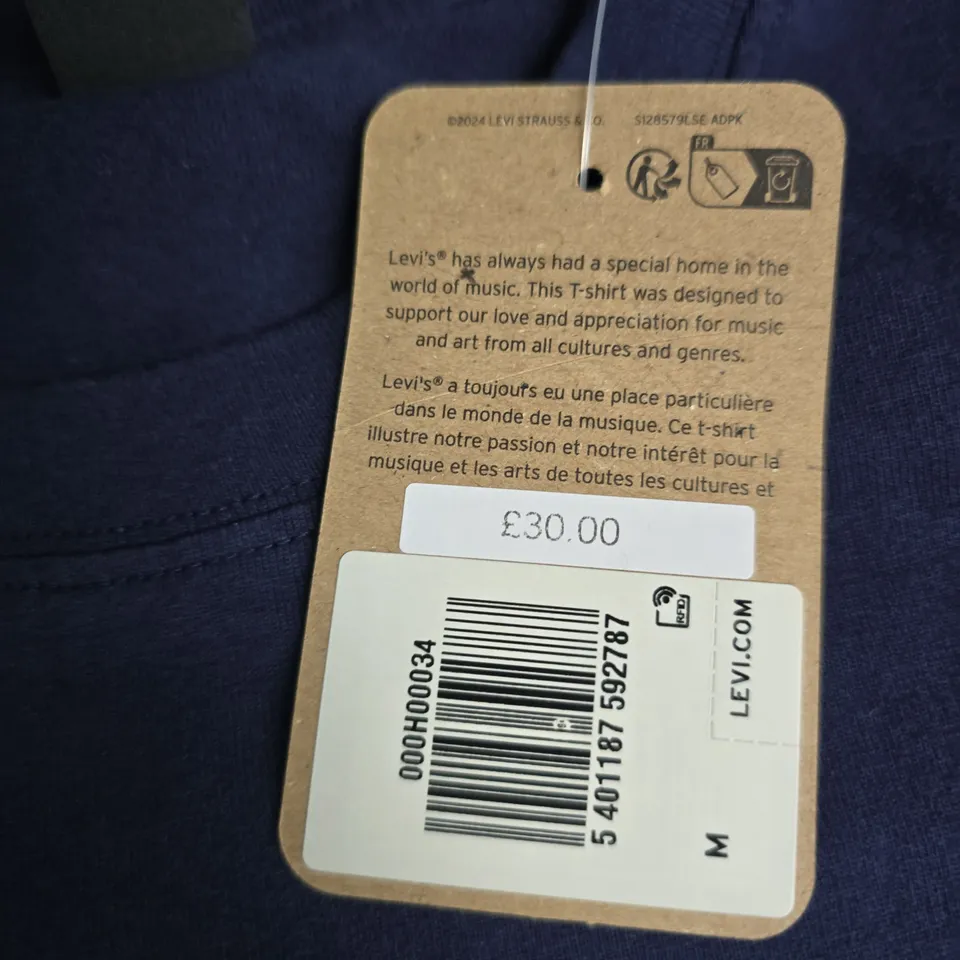 ©2024 LEVI STRAUSS & CO. S128579LSE ADPK
FR
Levi's® has always had a special home in the
world of music. This T-shirt was designed to
support our love and appreciation for music
and art from all cultures and genres.
Levi's® a toujours eu une place particulière
dans le monde de la musique. Ce t-shirt
illustre notre passion et notre intérêt pour la
musique et les arts de toutes les cultures et
£30.00
000H00034
5 401187 592787
RFID
LEVI.COM
M